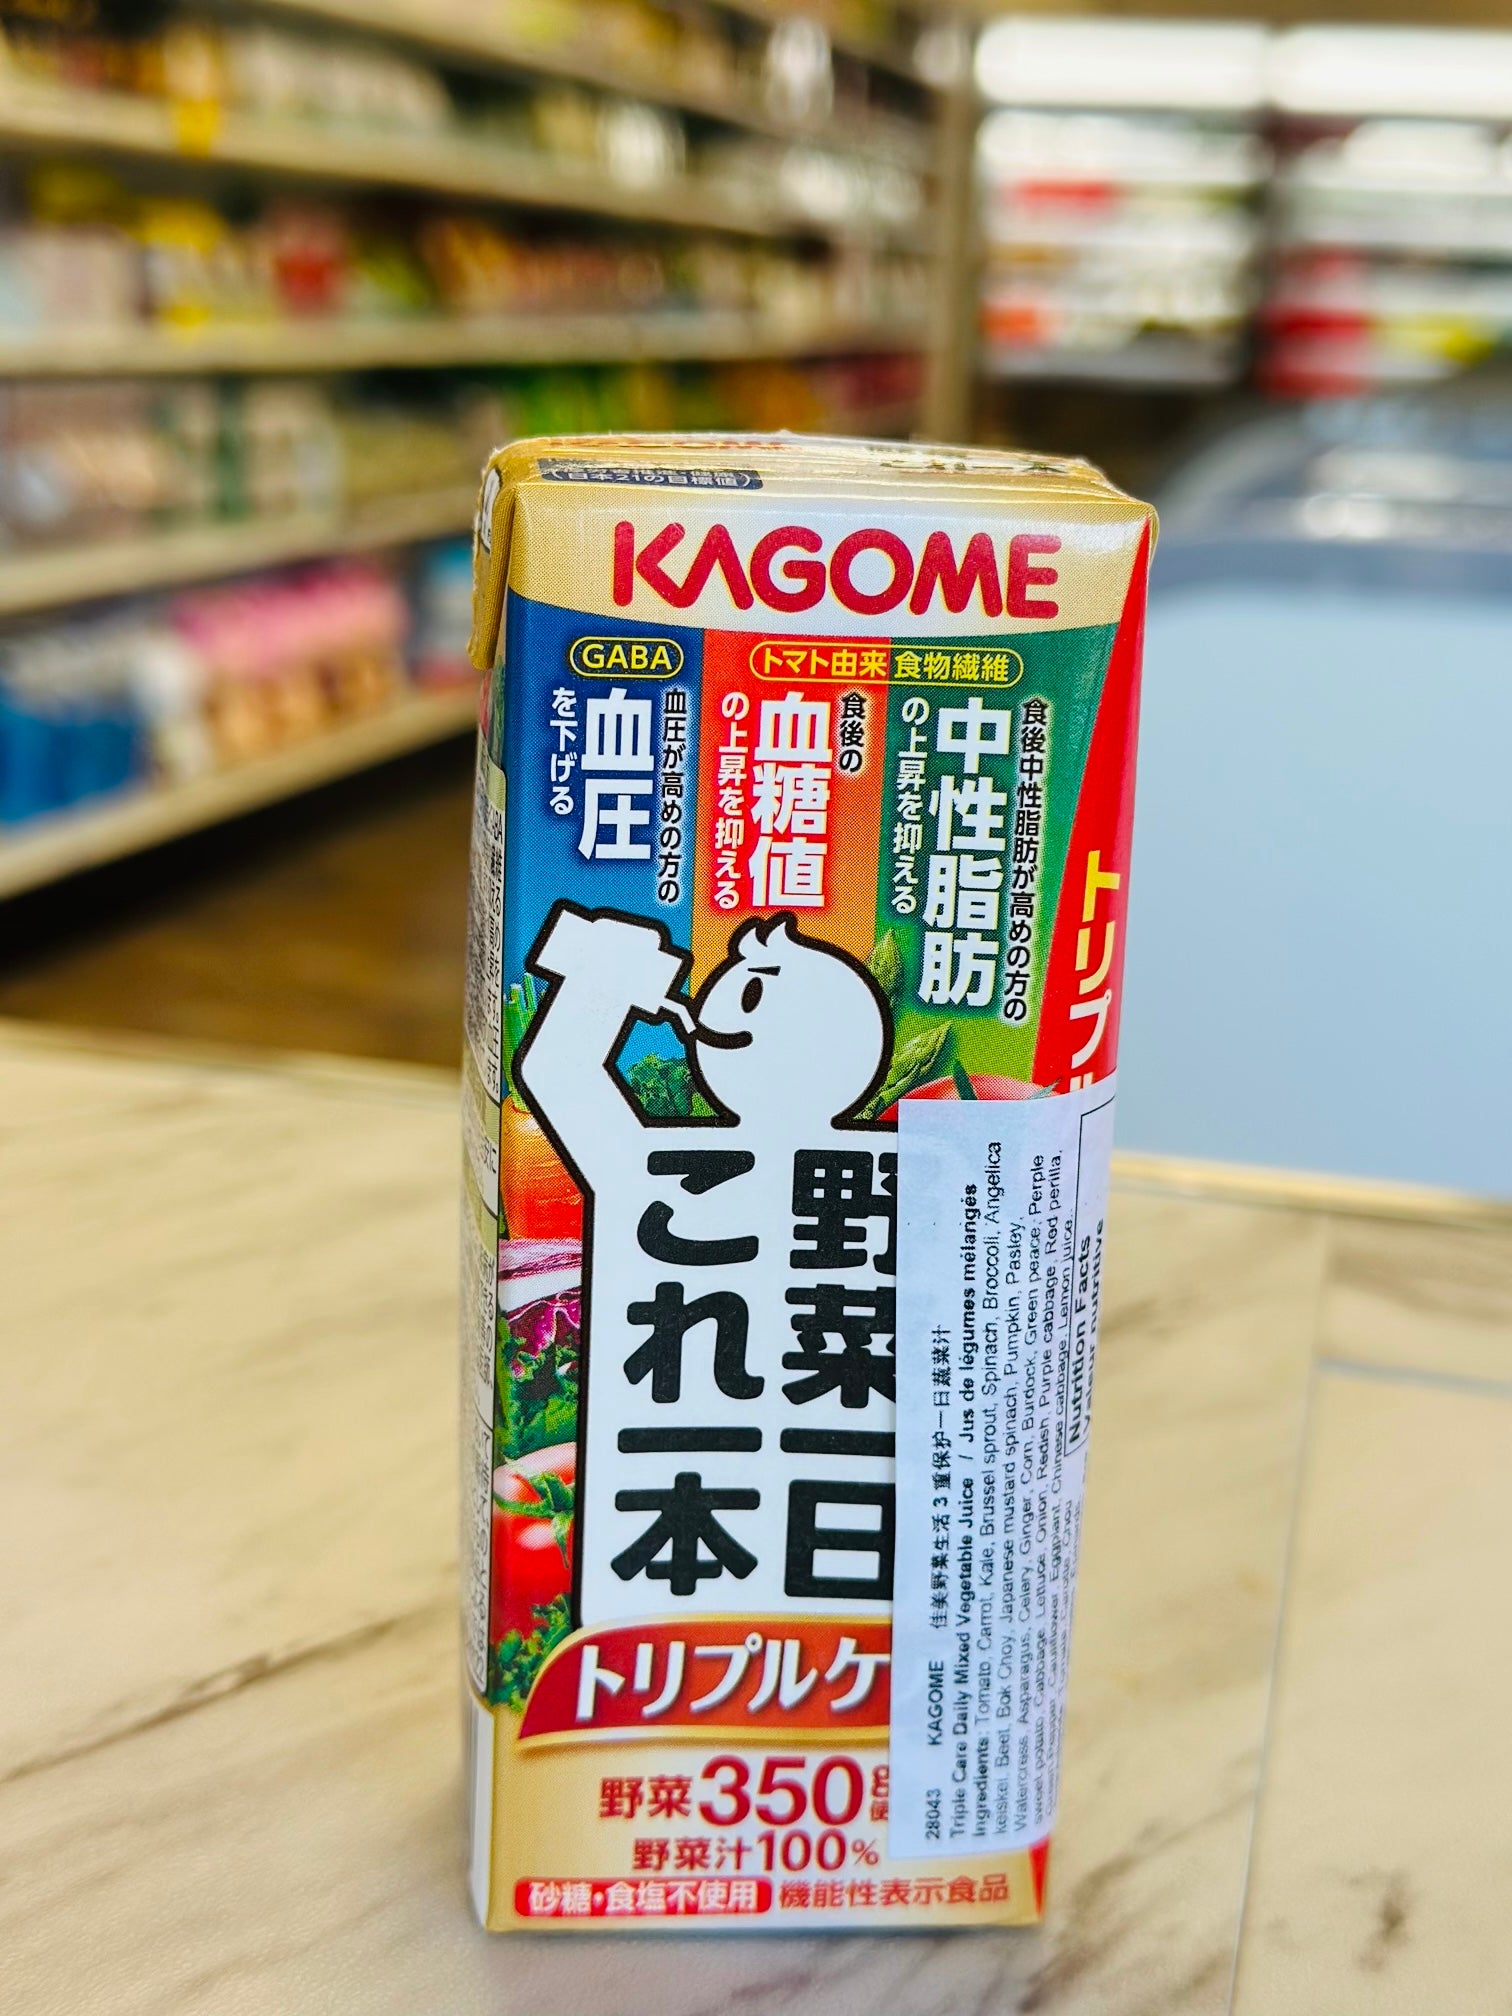 (日本21の目標値)
KAGOME
GABA
血圧が高めの方の
血圧
を下げる
トマト由来 食物繊維
食後の
血糖値
の上昇を抑える
食後中性脂肪が高めの方の
中性脂肪
の上昇を抑える
トリプル
野菜一日
これ一本
トリプルケ
野菜350g
野菜汁100%
砂糖・食塩不使用 機能性表示食品
28043 KAGOME 佳美野菜生活3重保护一日蔬菜汁
Triple Care Daily Mixed Vegetable Juice / Jus de légumes mélangés
Ingredients: Tomato, Carrot, Kale, Brussel sprout, Spinach, Broccoli, Angelica
keiskei, Beet, Bok Choy, Japanese mustard spinach, Pumpkin, Pasley,
Watercress, Asparagus, Celery, Ginger, Corn, Burdock, Green peace, Perple
sweet potato, Cabbage, Lettuce, Onion, Redish, Purple cabbage, Red perilla,
Green Pepper, Cauliflower, Eggplant, Chinese cabbage, Lemon juice.
Nutrition Facts
Valeur nutritive